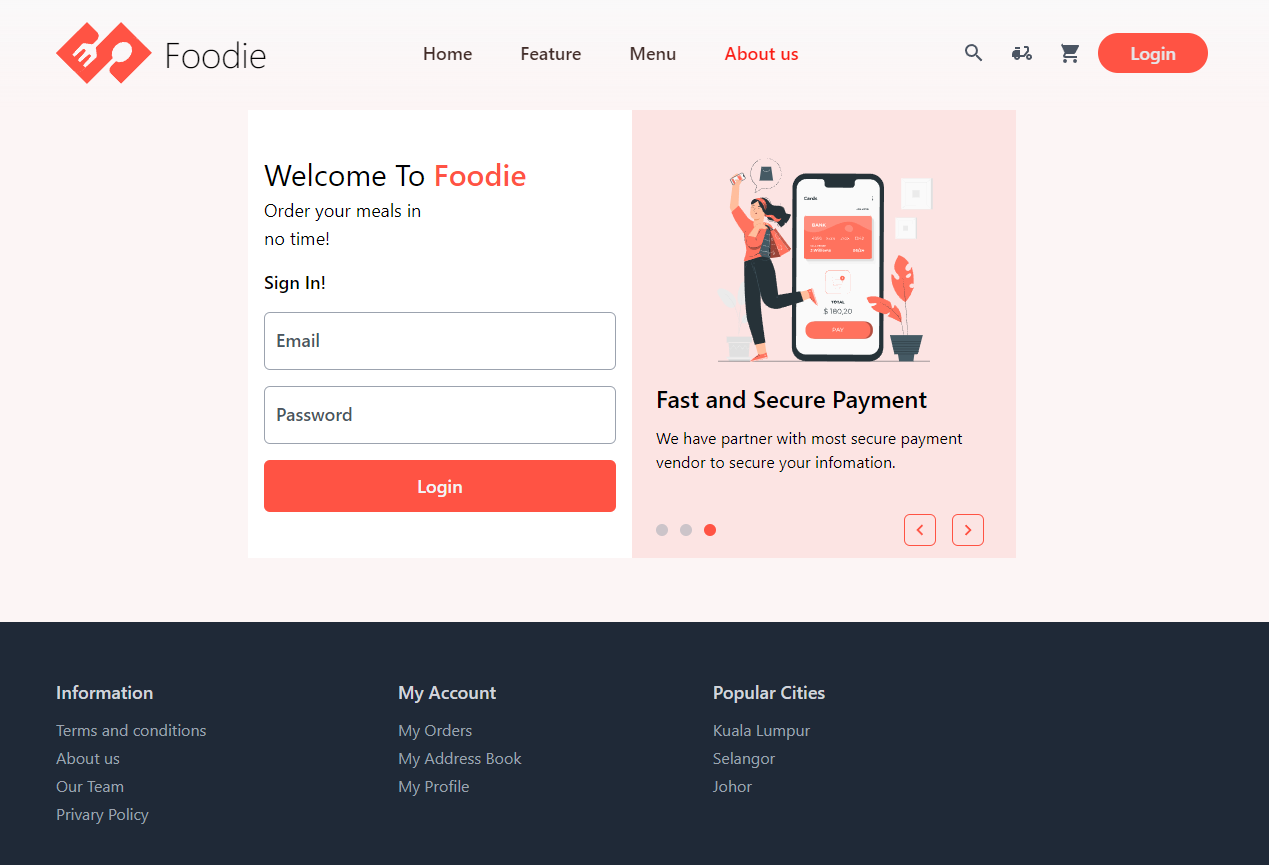 Foodie
Home Feature Menu About us
Login
Welcome To Foodie
Order your meals in
no time!
Sign In!
Email
Password
Login
Cards
BANK
TOTAL
$ 180,20
PAY
Fast and Secure Payment
We have partner with most secure payment
vendor to secure your infomation.
Information
Terms and conditions
About us
Our Team
Privary Policy
My Account
My Orders
My Address Book
My Profile
Popular Cities
Kuala Lumpur
Selangor
Johor